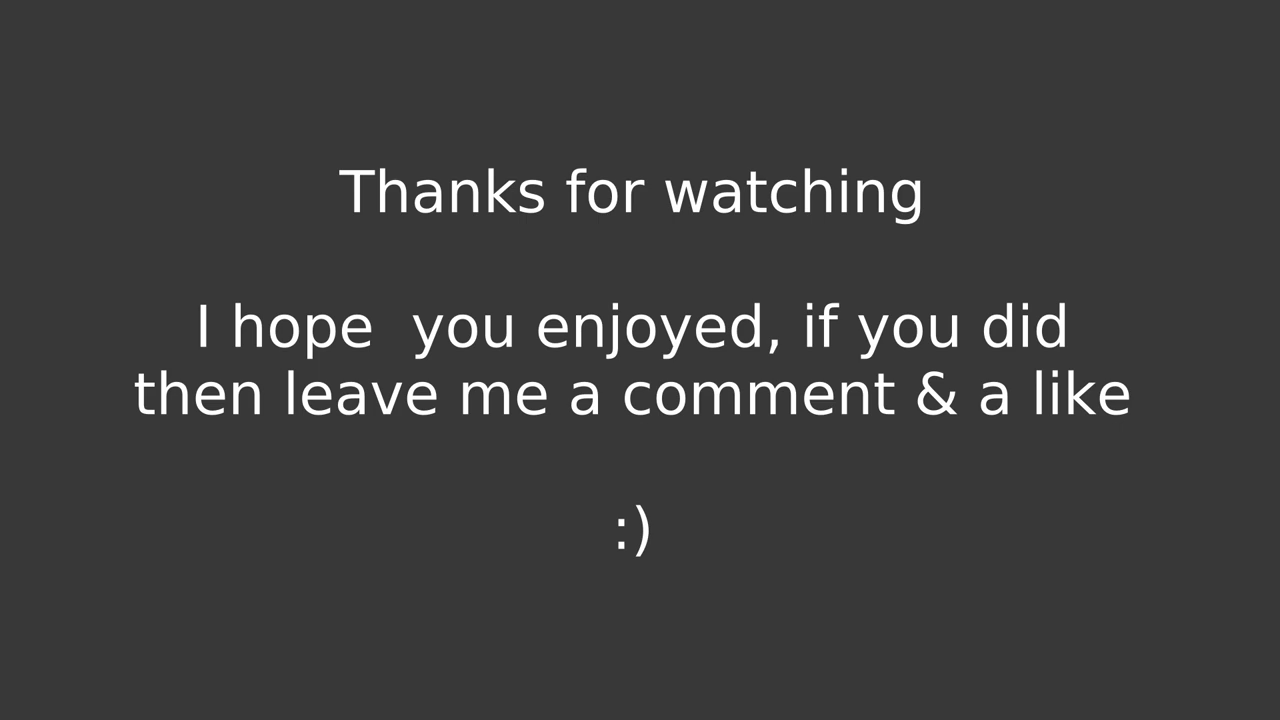 Thanks for watching
I hope  you enjoyed, if you did
then leave me a comment & a like
:)